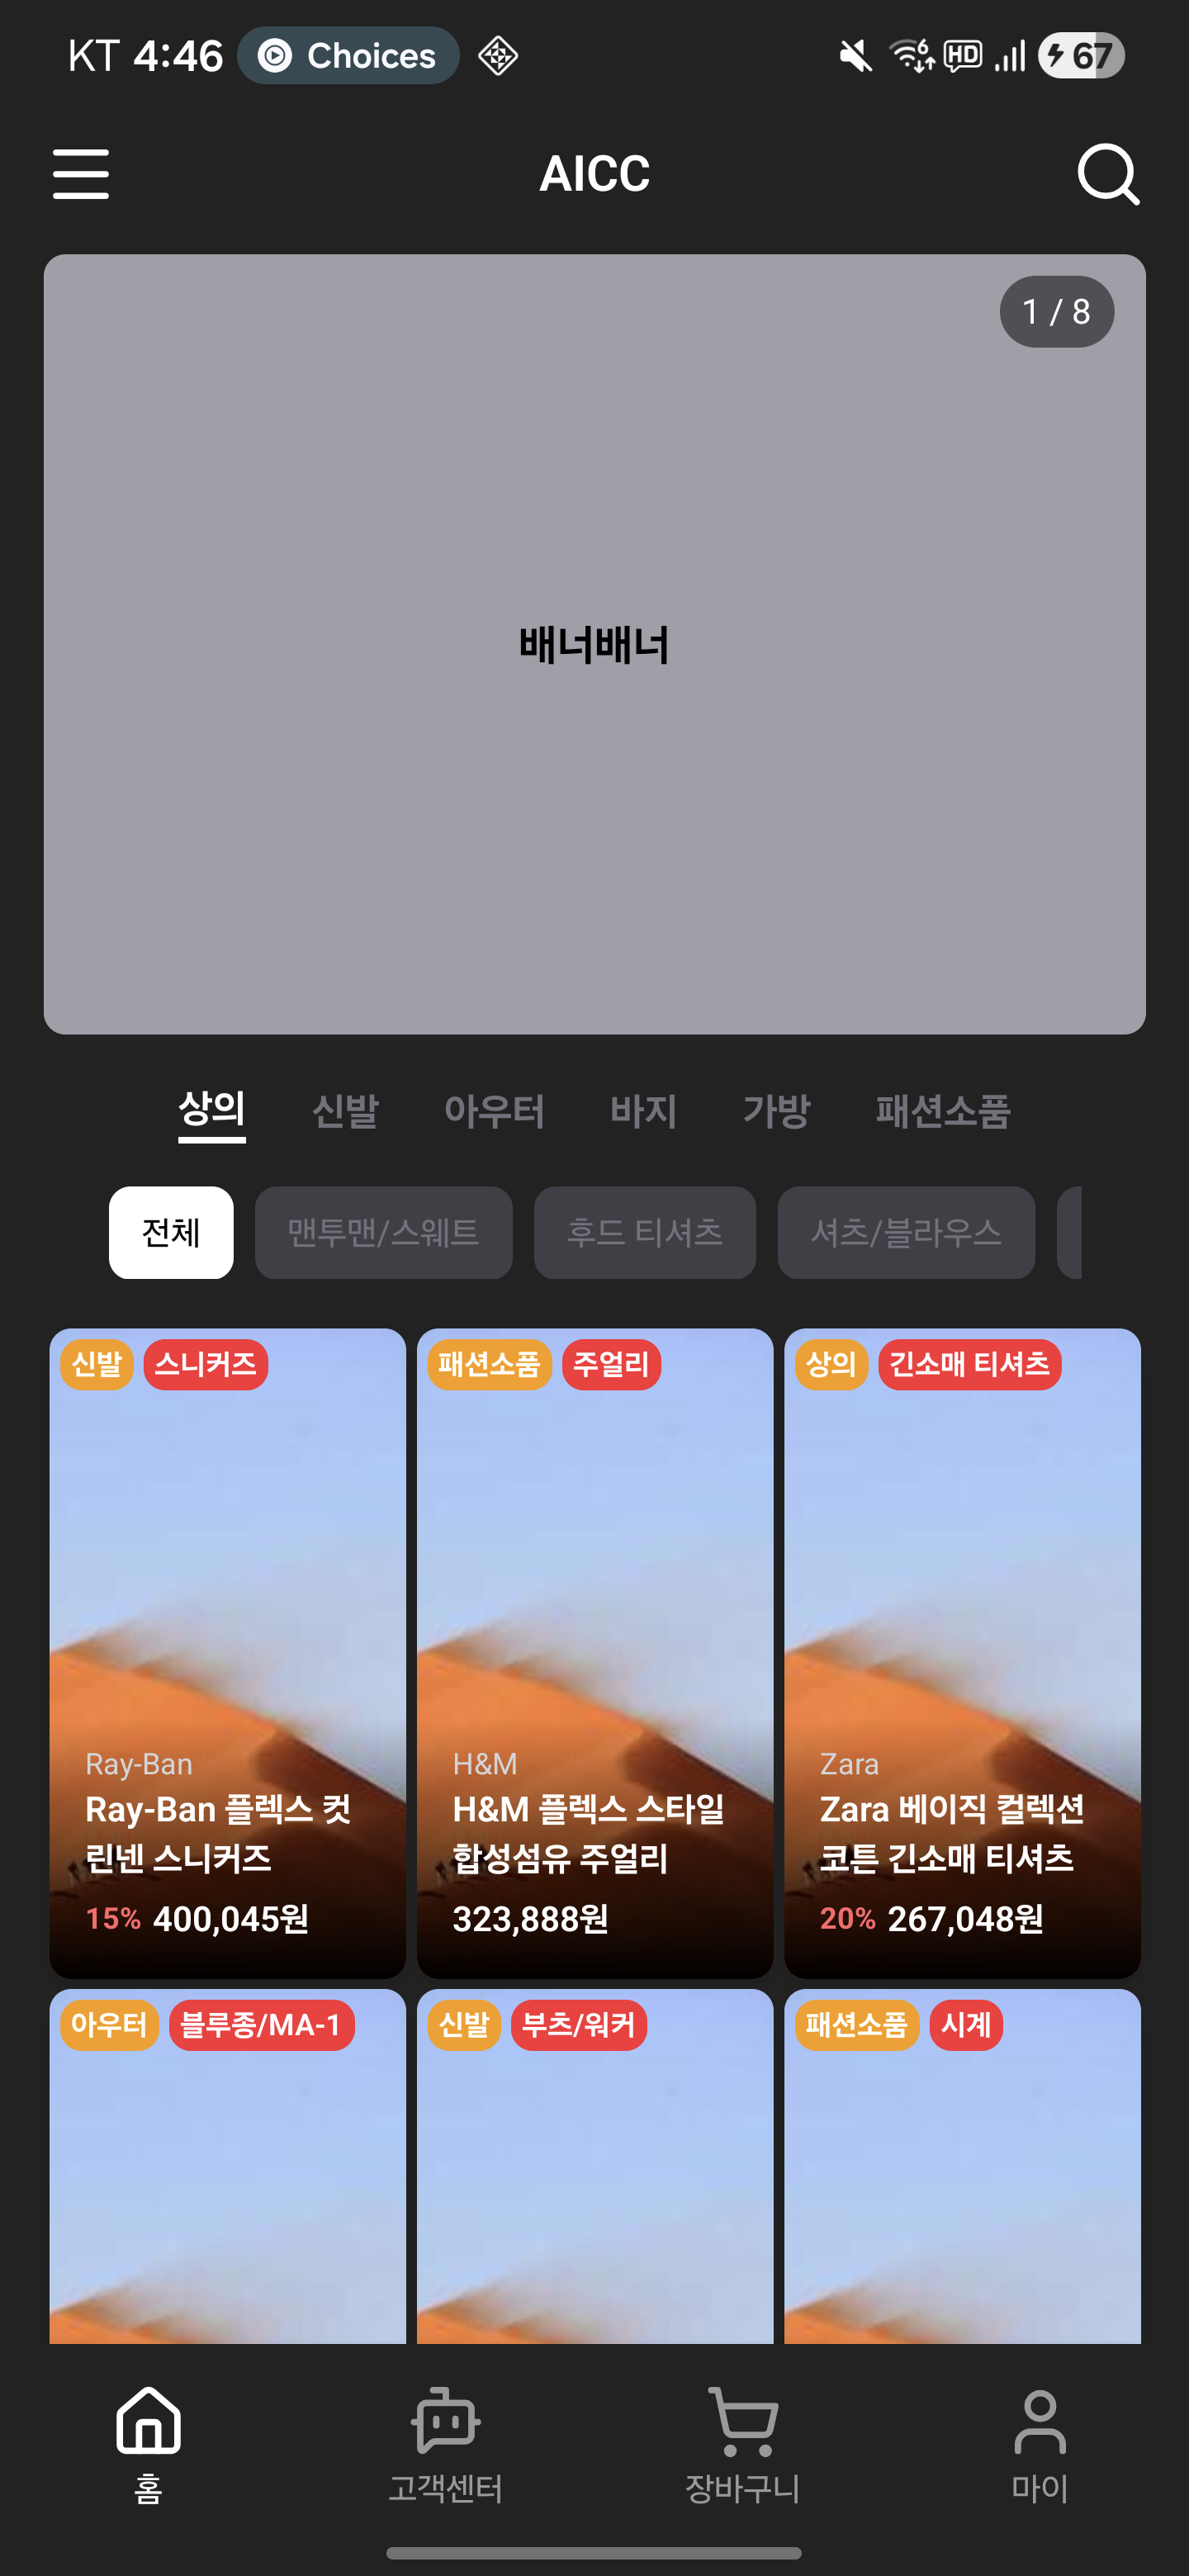 KT 4:46 Choices HD 67
AICC
1 / 8
배너배너
상의 신발 아우터 바지 가방 패션소품
전체 맨투맨/스웨트 후드 티셔츠 셔츠/블라우스
신발 스니커즈
Ray-Ban
Ray-Ban 플렉스 컷
린넨 스니커즈
15% 400,045원
패션소품 주얼리
H&M
H&M 플렉스 스타일
합성섬유 주얼리
323,888원
상의 긴소매 티셔츠
Zara
Zara 베이직 컬렉션
코튼 긴소매 티셔츠
20% 267,048원
아우터 블루종/MA-1
신발 부츠/워커
패션소품 시계
홈 고객센터 장바구니 마이